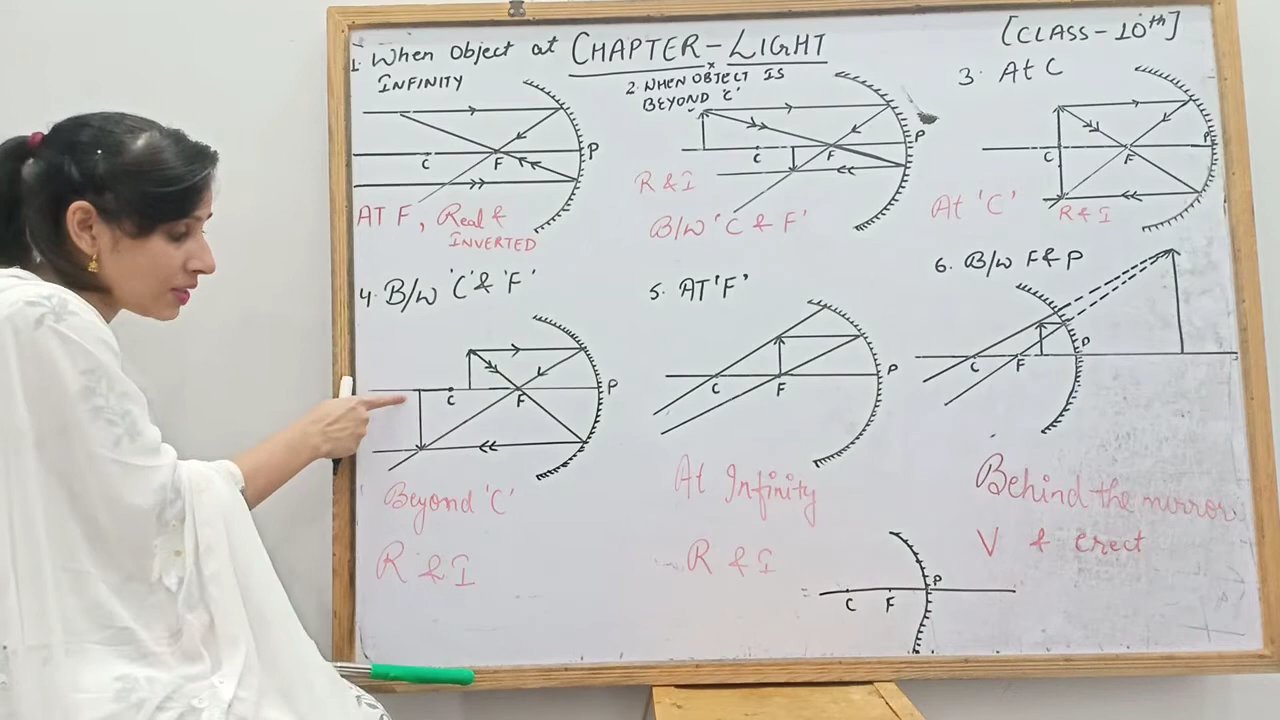 CHAPTER-LIGHT
[CLASS-10th]
1. When Object at
INFINITY
C
F
P
AT F, Real &
INVERTED
2. WHEN OBJECT IS
BEYOND 'C'
C
F
P
R & I
B/W 'C & F'
3. At C
C
F
P
At 'C'
R & I
4. B/W 'C' & 'F'
C
F
P
Beyond 'C'
R & I
5. AT 'F'
C
F
P
At Infinity
R & I
6. B/W F & P
C
F
P
Behind the mirror
V & erect
C
F
P